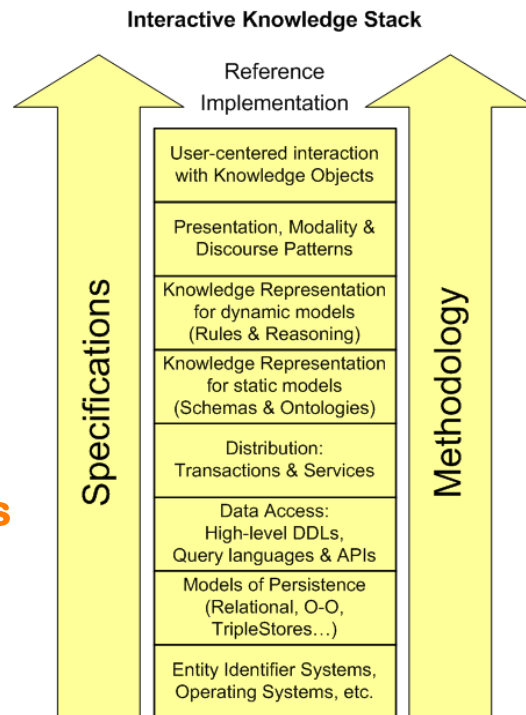 Interactive Knowledge Stack
Reference
Implementation
User-centered interaction
with Knowledge Objects
Presentation, Modality &
Discourse Patterns
Knowledge Representation
for dynamic models
(Rules & Reasoning)
Knowledge Representation
for static models
(Schemas & Ontologies)
Distribution:
Transactions & Services
Data Access:
High-level DDLs,
Query languages & APIs
Models of Persistence
(Relational, O-O,
TripleStores…)
Entity Identifier Systems,
Operating Systems, etc.
Specifications
Methodology
s